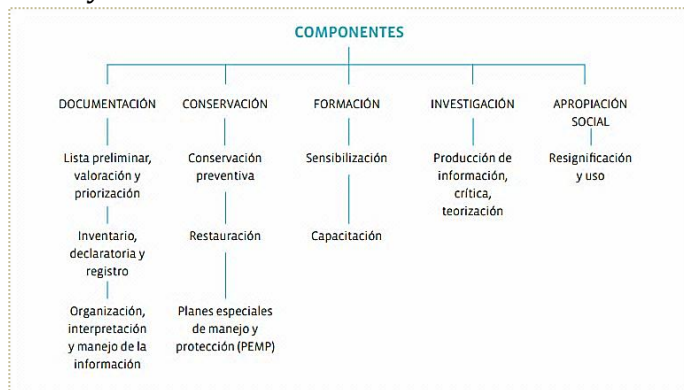 COMPONENTES
DOCUMENTACIÓN
CONSERVACIÓN
FORMACIÓN
INVESTIGACIÓN
APROPIACIÓN
SOCIAL
Lista preliminar,
valoración y
priorización
Conservación
preventiva
Sensibilización
Producción de
información,
crítica,
teorización
Resignificación
y uso
Inventario,
declaratoria y
registro
Restauración
Capacitación
Organización,
interpretación
y manejo de la
información
Planes especiales
de manejo y
protección (PEMP)